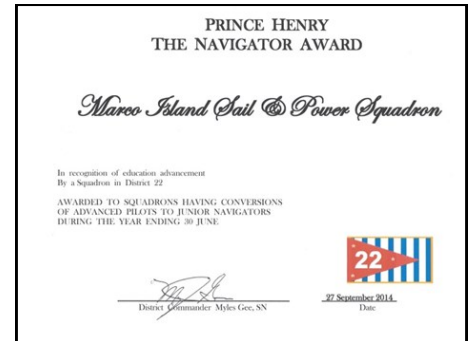 PRINCE HENRY
THE NAVIGATOR AWARD
Marco Island Sail & Power Squadron
In recognition of education advancement
By a Squadron in District 22
AWARDED TO SQUADRONS HAVING CONVERSIONS
OF ADVANCED PILOTS TO JUNIOR NAVIGATORS
DURING THE YEAR ENDING 30 JUNE
22
District Commander Myles Gee, SN
27 September 2014
Date